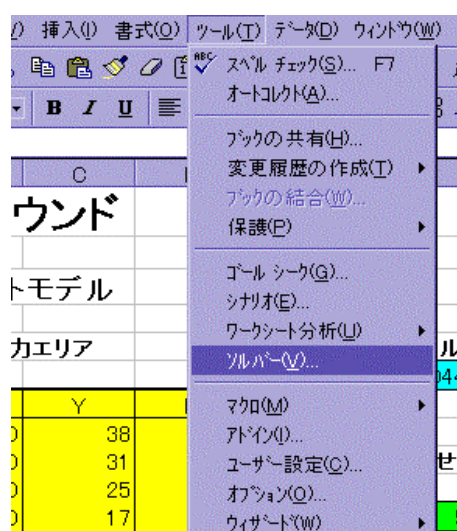 挿入(I) 書式(O) ツール(T) データ(D) ウィンドウ(W)
ABC スペル チェック(S)... F7
B I U オートコレクト(A)...
ブックの共有(H)...
変更履歴の作成(T)
C
ブックの結合(W)...
ウンド 保護(P)
ゴール シーク(G)...
トモデル シナリオ(E)...
ワークシート分析(U)
カエリア ソルバー(V)... ル
044
Y マクロ(M)
38 アドイン(I)...
31 ユーザー設定(C)... せ
25 オプション(O)...
17 ウィザード(W)